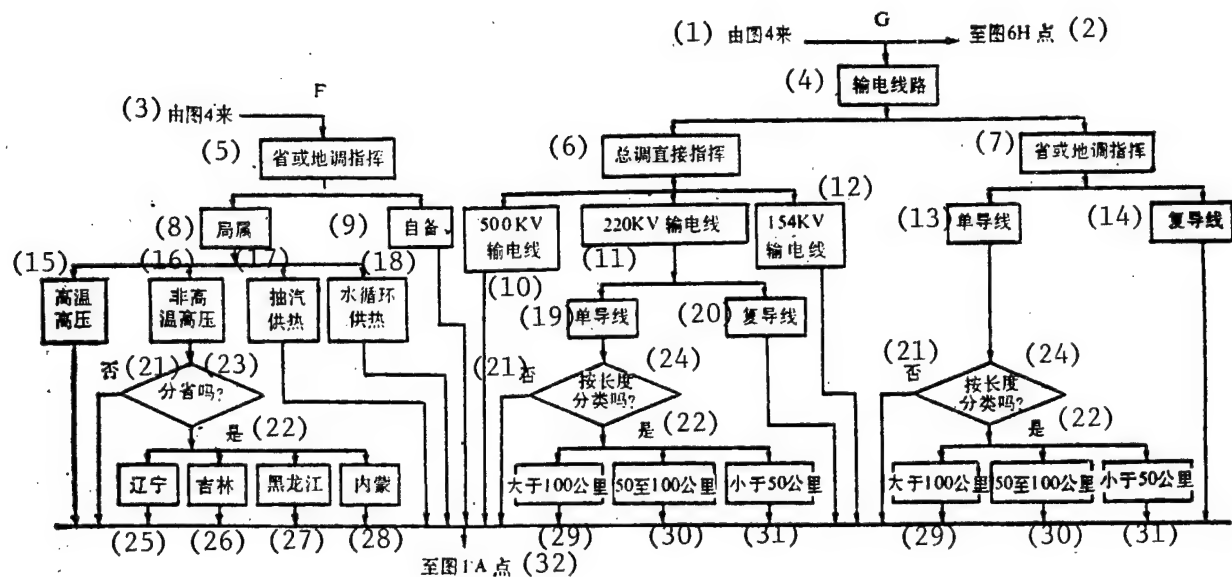 G
(1) 由图4来
至图6H点 (2)
(4) 输电线路
F
(3) 由图4来
(5) 省或地调指挥
(6) 总调直接指挥
(7) 省或地调指挥
(8) 局属
(9) 自备
500KV
输电线
(10)
220KV 输电线
(11)
(12)
154KV
输电线
(13) 单导线
(14) 复导线
(15)
高温
高压
(16)
非高
温高压
(17)
抽汽
供热
(18)
水循环
供热
(19) 单导线
(20) 复导线
否 (21)
(23)
分省吗?
是 (22)
(21) 否
(24)
按长度
分类吗?
是 (22)
(21)
否
(24)
按长度
分类吗?
是 (22)
辽宁
吉林
黑龙江
内蒙
大于100公里
50至100公里
小于50公里
大于100公里
50至100公里
小于50公里
(25)
(26)
(27)
(28)
(29)
(30)
(31)
(29)
(30)
(31)
至图1A点 (32)